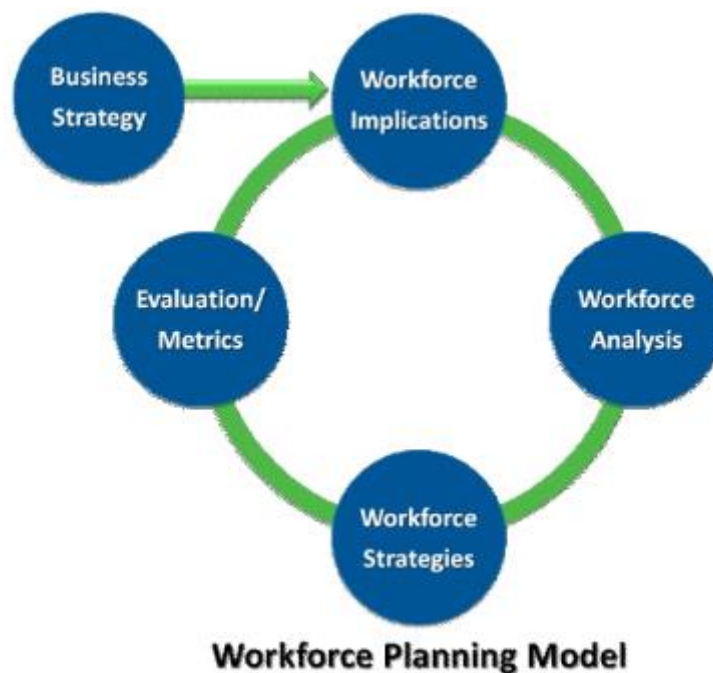 Business
Strategy
Workforce
Implications
Evaluation/
Metrics
Workforce
Analysis
Workforce
Strategies
Workforce Planning Model